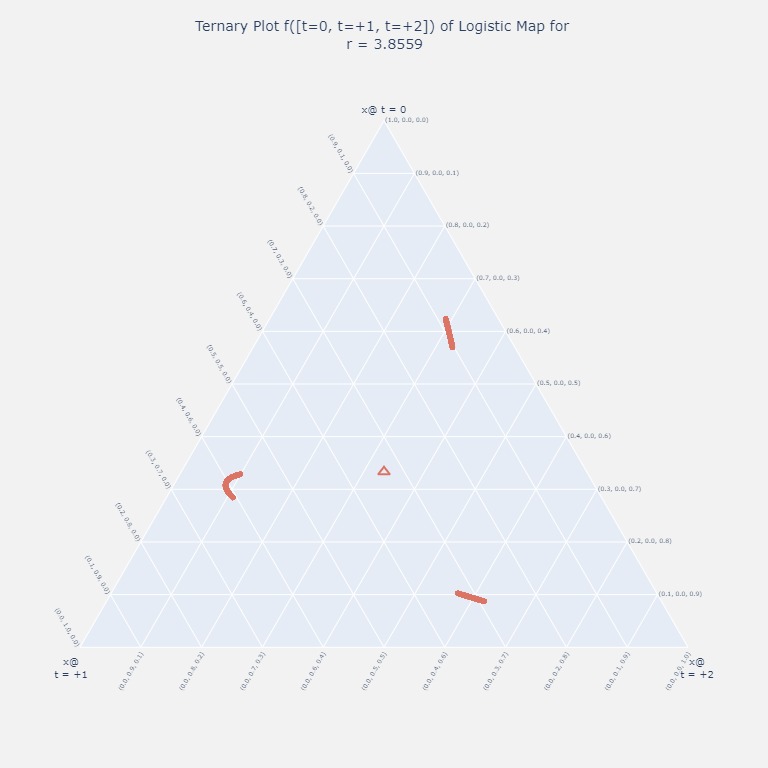 Ternary Plot f([t=0, t=+1, t=+2]) of Logistic Map for
r = 3.8559
x@ t = 0
(1.0, 0.0, 0.0)
(0.9, 0.1, 0.0)
(0.9, 0.0, 0.1)
(0.8, 0.2, 0.0)
(0.8, 0.0, 0.2)
(0.7, 0.3, 0.0)
(0.7, 0.0, 0.3)
(0.6, 0.4, 0.0)
(0.6, 0.0, 0.4)
(0.5, 0.5, 0.0)
(0.5, 0.0, 0.5)
(0.4, 0.6, 0.0)
(0.4, 0.0, 0.6)
(0.3, 0.7, 0.0)
(0.3, 0.0, 0.7)
(0.2, 0.8, 0.0)
(0.2, 0.0, 0.8)
(0.1, 0.9, 0.0)
(0.1, 0.0, 0.9)
(0.0, 1.0, 0.0)
x@
t = +1
(0.0, 0.9, 0.1)
(0.0, 0.8, 0.2)
(0.0, 0.7, 0.3)
(0.0, 0.6, 0.4)
(0.0, 0.5, 0.5)
(0.0, 0.4, 0.6)
(0.0, 0.3, 0.7)
(0.0, 0.2, 0.8)
(0.0, 0.1, 0.9)
(0.0, 0.0, 1.0)
x@
t = +2